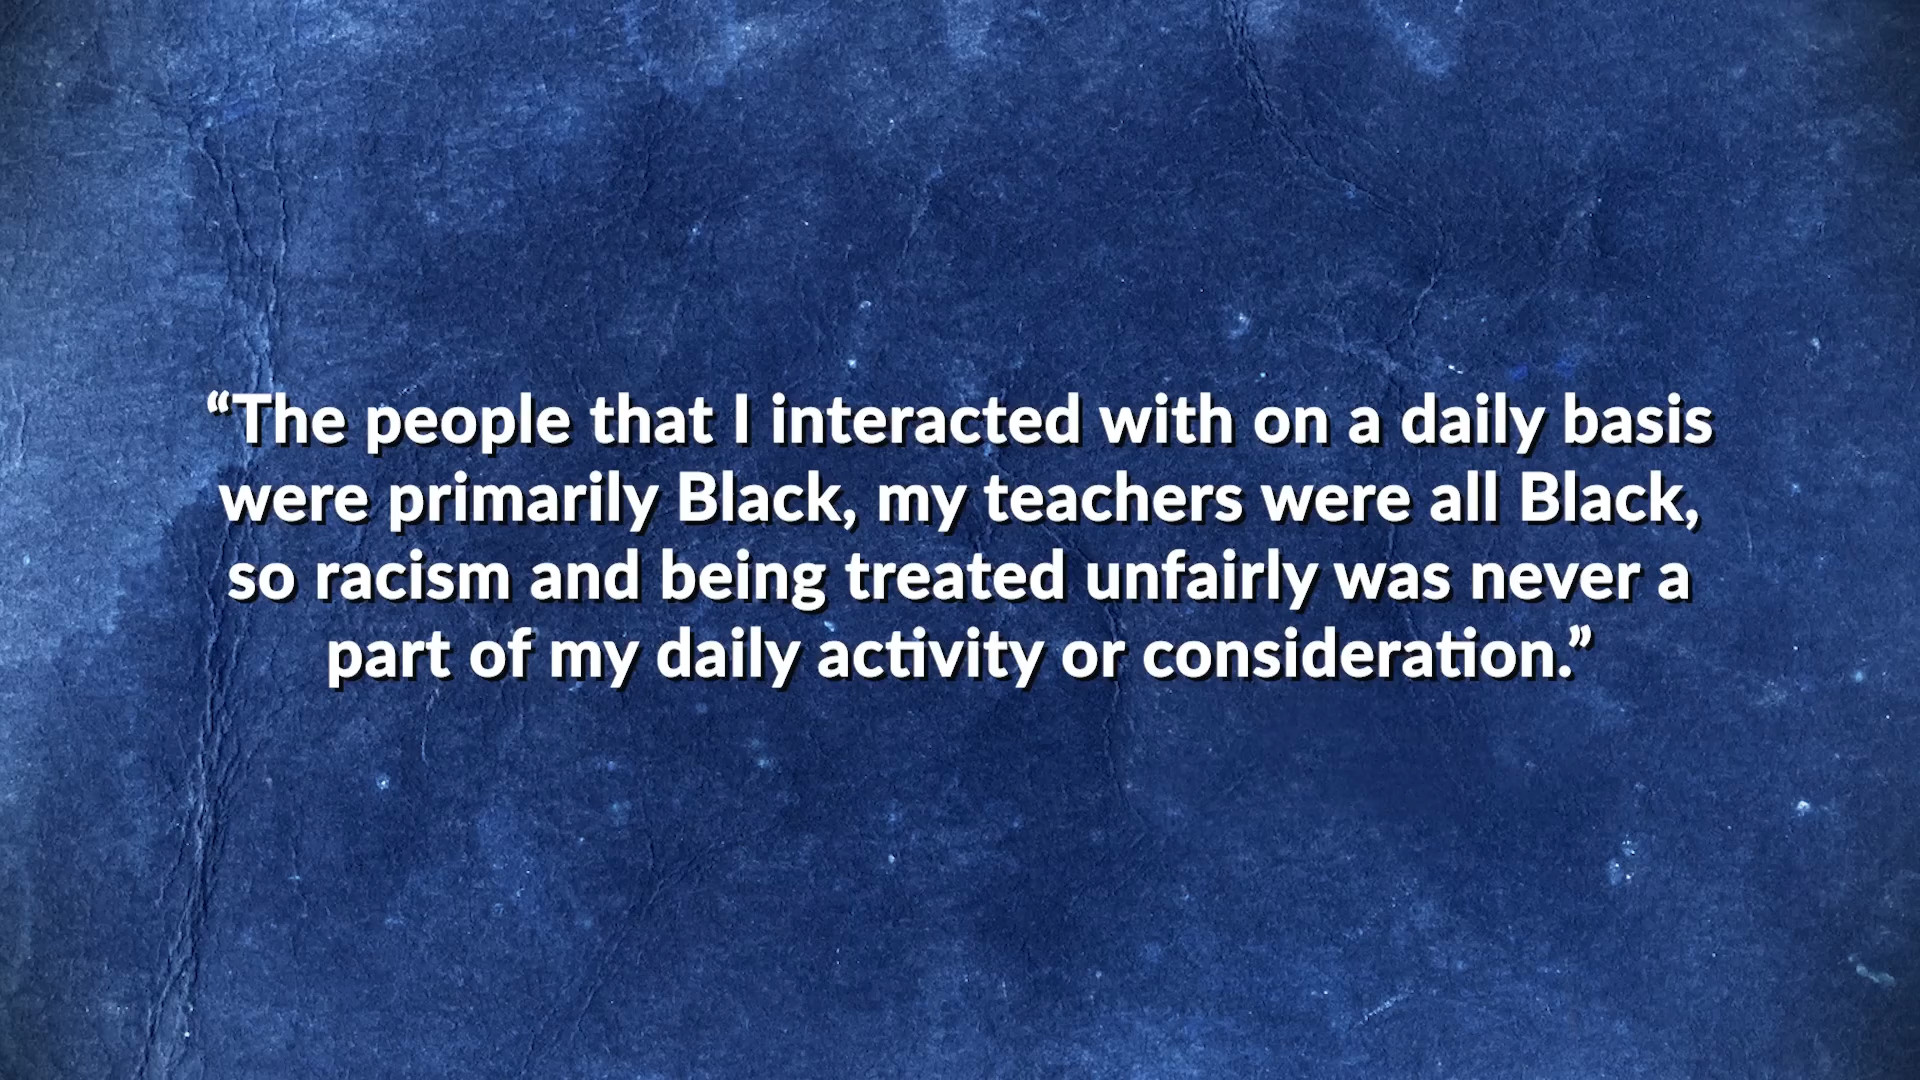 “The people that I interacted with on a daily basis
were primarily Black, my teachers were all Black,
so racism and being treated unfairly was never a
part of my daily activity or consideration.”